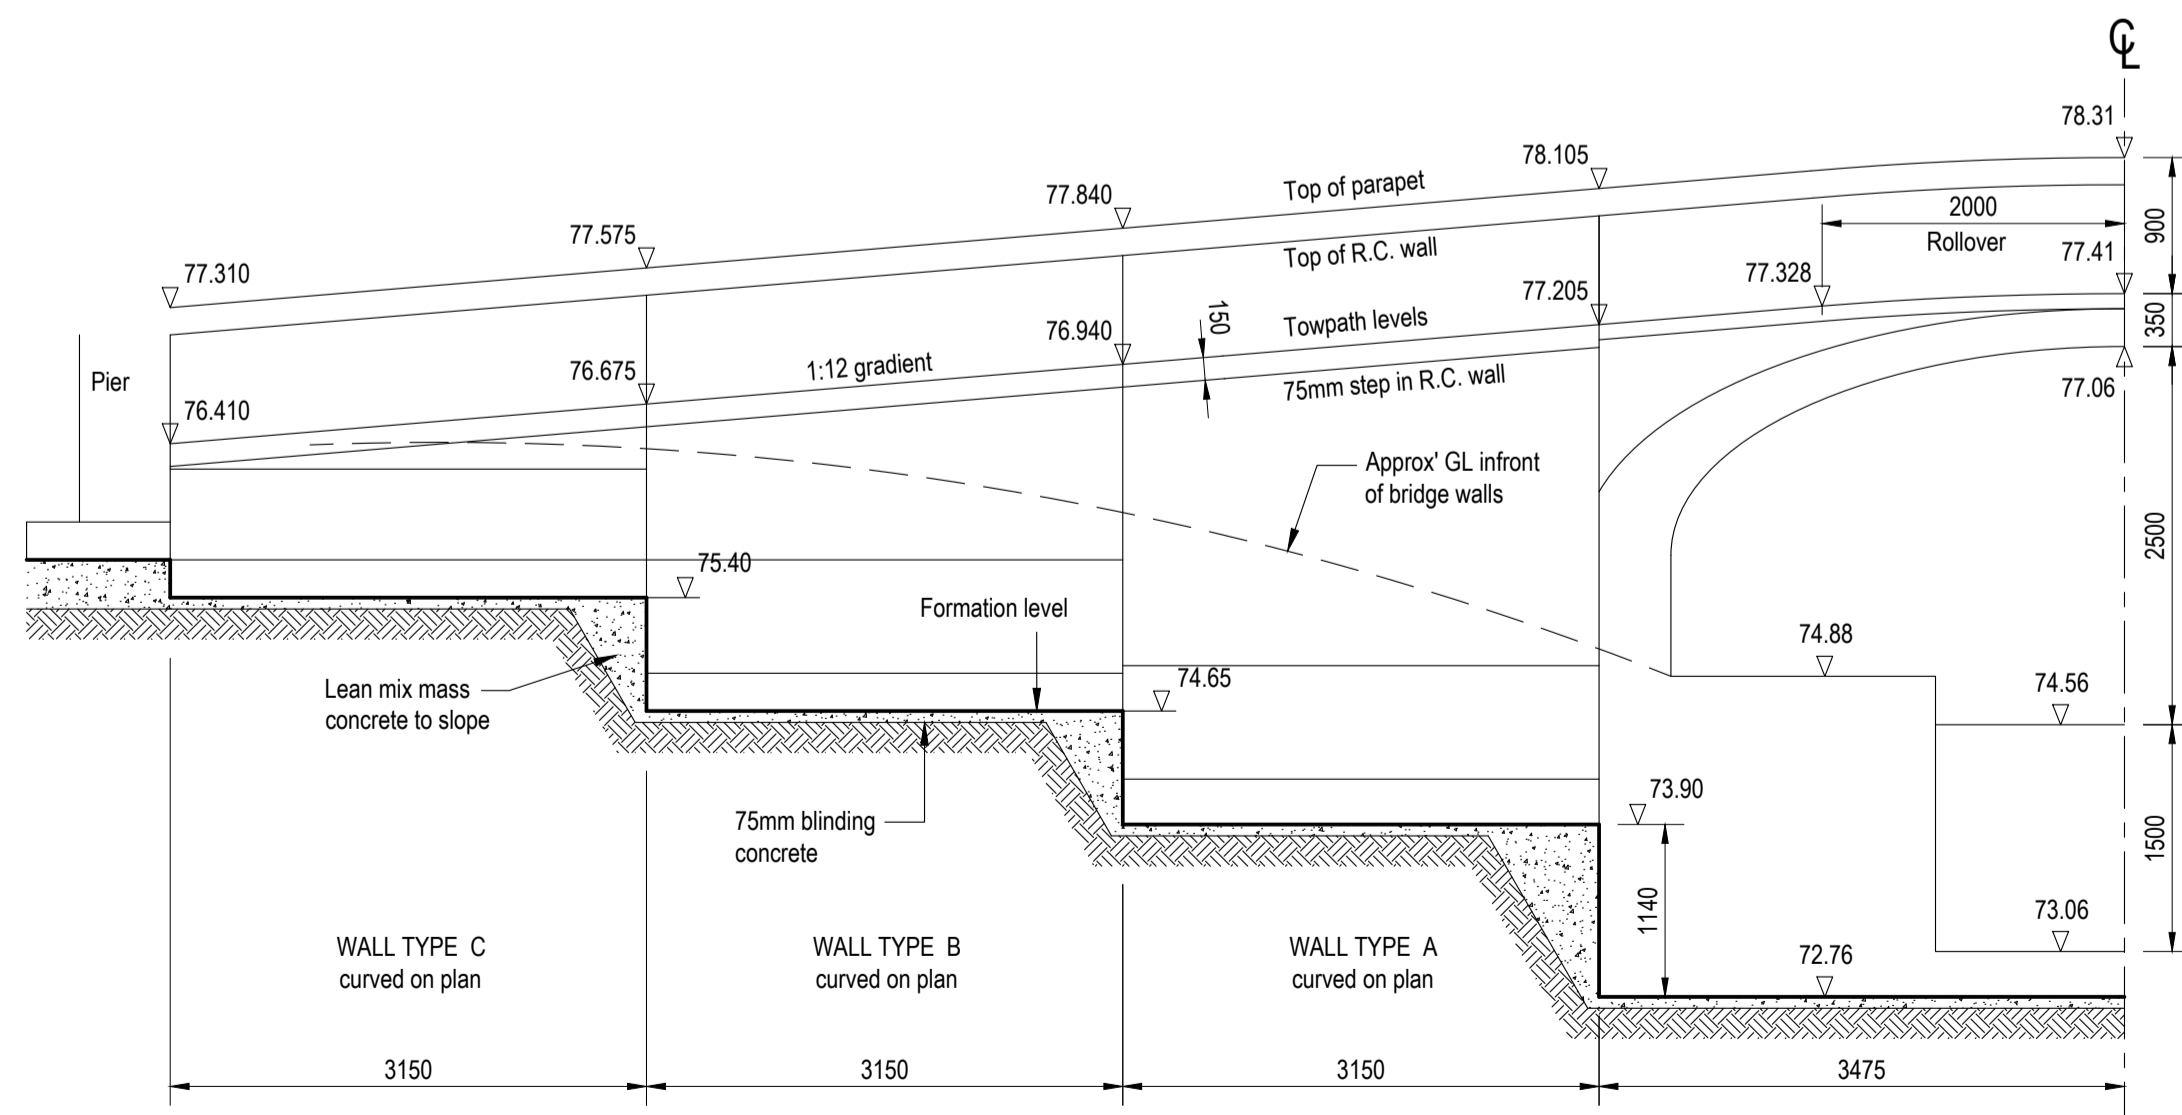 ℄
78.31
78.105
Top of parapet
77.840
2000
900
77.575
Rollover
77.41
Top of R.C. wall
77.310
77.328
77.205
150
Towpath levels
350
76.940
1:12 gradient
76.675
75mm step in R.C. wall
77.06
Pier
76.410
Approx' GL infront
of bridge walls
2500
75.40
Formation level
74.88
74.65
74.56
Lean mix mass
concrete to slope
73.90
75mm blinding
concrete
1500
1140
73.06
WALL TYPE C
curved on plan
WALL TYPE B
curved on plan
WALL TYPE A
curved on plan
72.76
3150
3150
3150
3475